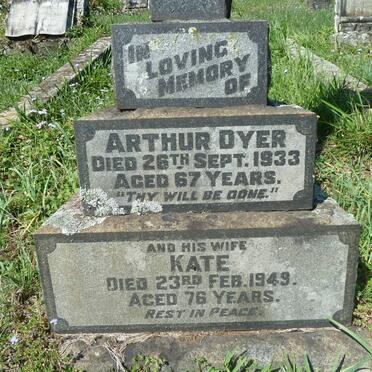 IN
LOVING
MEMORY
OF
ARTHUR DYER
DIED 26TH SEPT. 1933
AGED 67 YEARS.
"THY WILL BE DONE."
AND HIS WIFE
KATE
DIED 23RD FEB. 1949.
AGED 76 YEARS.
REST IN PEACE.